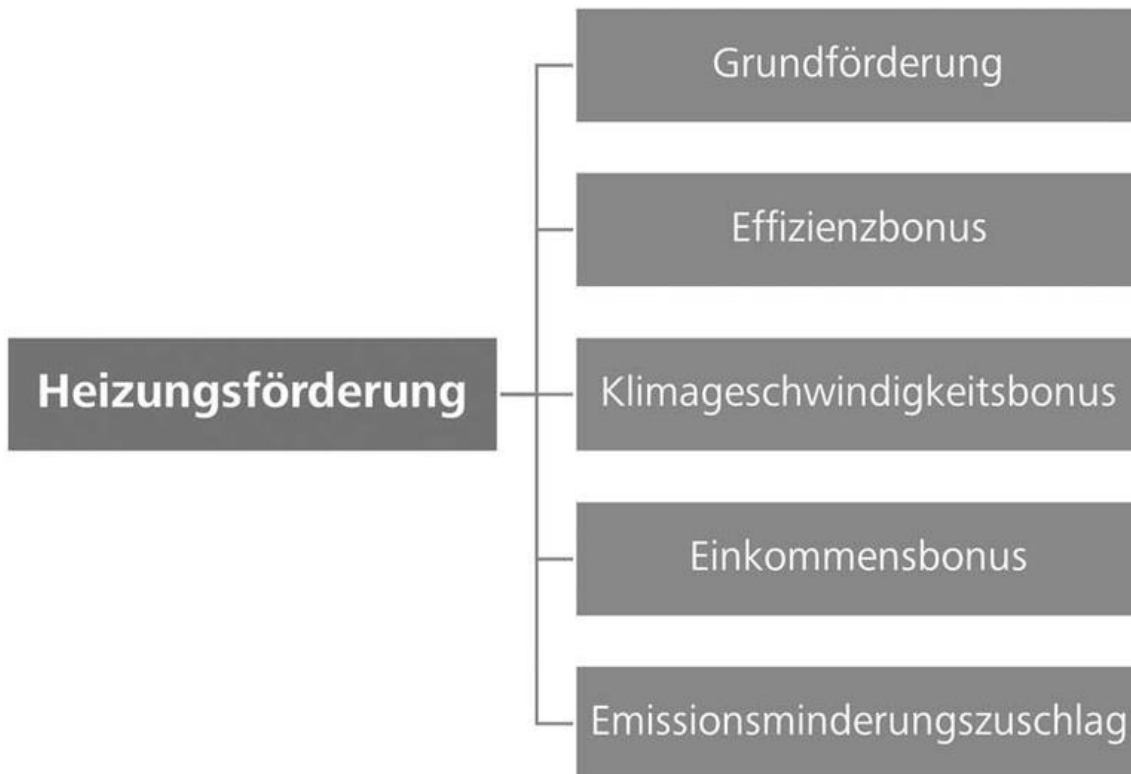 Grundförderung
Effizienzbonus
Heizungsförderung
Klimageschwindigkeitsbonus
Einkommensbonus
Emissionsminderungszuschlag